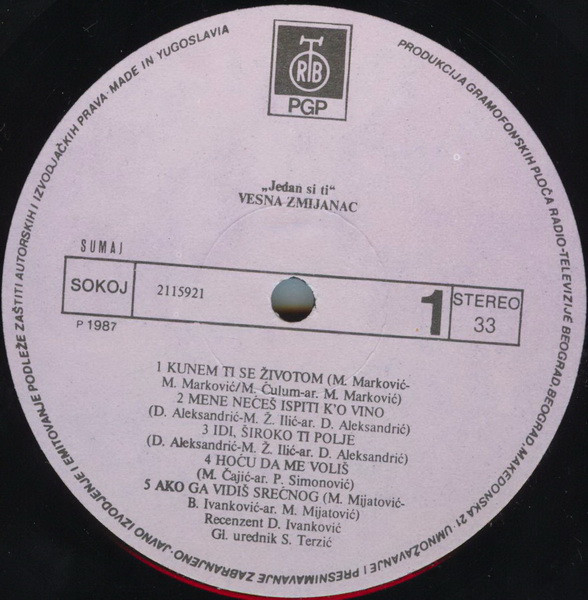 RTB
PGP
PRODUKCIJA GRAMOFONSKIH PLOČA RADIO-TELEVIZIJE BEOGRAD, BEOGRAD, MAKEDONSKA 21 · UMNOŽAVANJE I PRESNIMAVANJE ZABRANJENO · JAVNO IZVODJENJE I EMITOVANJE PODLEŽE ZAŠTITI AUTORSKIH I IZVODJAČKIH PRAVA · MADE IN YUGOSLAVIA
„Jedan si ti“
VESNA ZMIJANAC
SUMAJ
SOKOJ 2115921 1 STEREO
33
P 1987
1 KUNEM TI SE ŽIVOTOM (M. Marković-
M. Marković/M. Čulum-ar. M. Marković)
2 MENE NEĆEŠ ISPITI K'O VINO
(D. Aleksandrić-M. Ž. Ilić-ar. D. Aleksandrić)
3 IDI, ŠIROKO TI POLJE
(D. Aleksandrić-M. Ž. Ilić-ar. D. Aleksandrić)
4 HOĆU DA ME VOLIŠ
(M. Čajić-ar. P. Simonović)
5 AKO GA VIDIŠ SREĆNOG (M. Mijatović-
B. Ivanković-ar. M. Mijatović)
Recenzent D. Ivanković
Gl. urednik S. Terzić